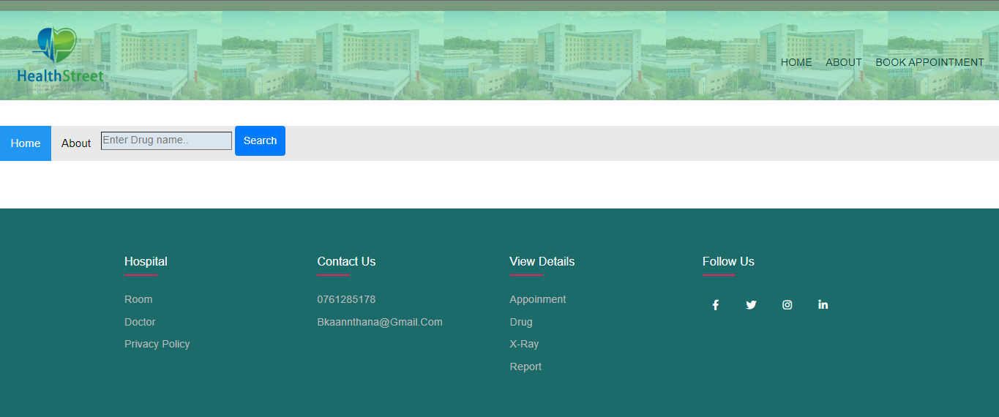 HealthStreet
HOME ABOUT BOOK APPOINTMENT
Home About Enter Drug name.. Search
Hospital Contact Us View Details Follow Us
Room 0761285178 Appoinment
Doctor Bkaannthana@Gmail.Com Drug
Privacy Policy X-Ray
Report